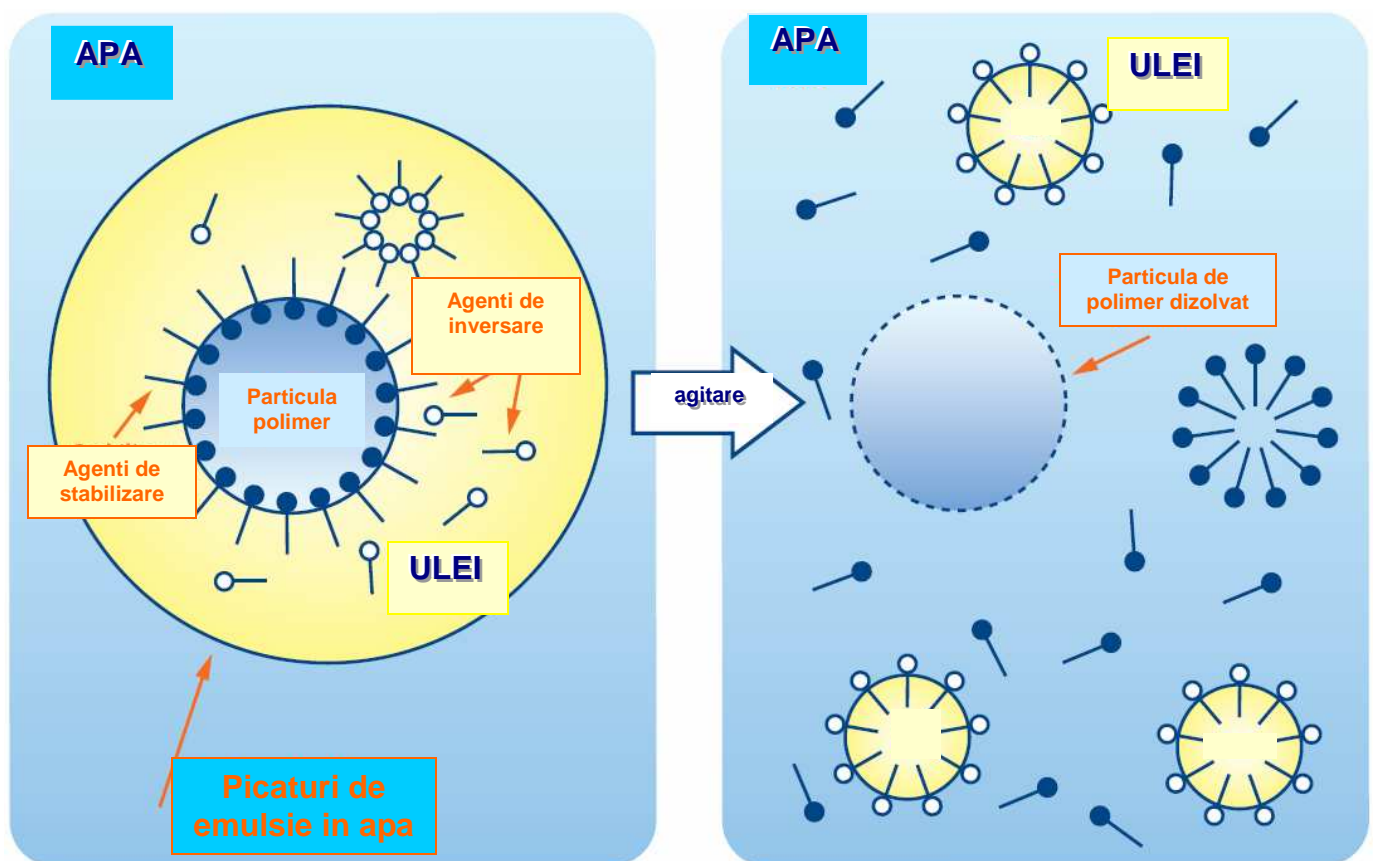 APA
Agenti de
inversare
Particula
polimer
Agenti de
stabilizare
ULEI
Picaturi de
emulsie in apa
agitare
APA
ULEI
Particula de
polimer dizolvat